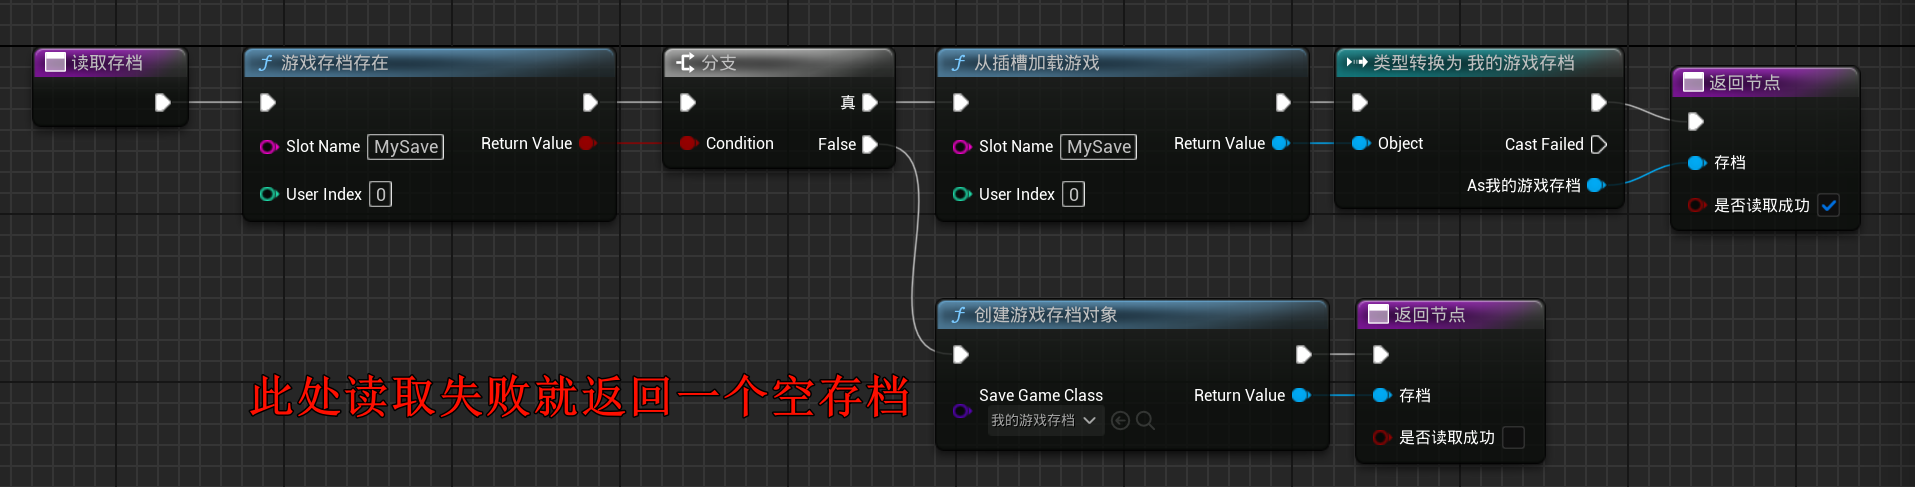 读取存档
游戏存档存在
Slot Name MySave
Return Value
User Index 0
分支
真
Condition
False
从插槽加载游戏
Slot Name MySave
Return Value
User Index 0
类型转换为 我的游戏存档
Object
Cast Failed
As我的游戏存档
返回节点
存档
是否读取成功
创建游戏存档对象
Save Game Class
我的游戏存档
Return Value
返回节点
存档
是否读取成功
此处读取失败就返回一个空存档